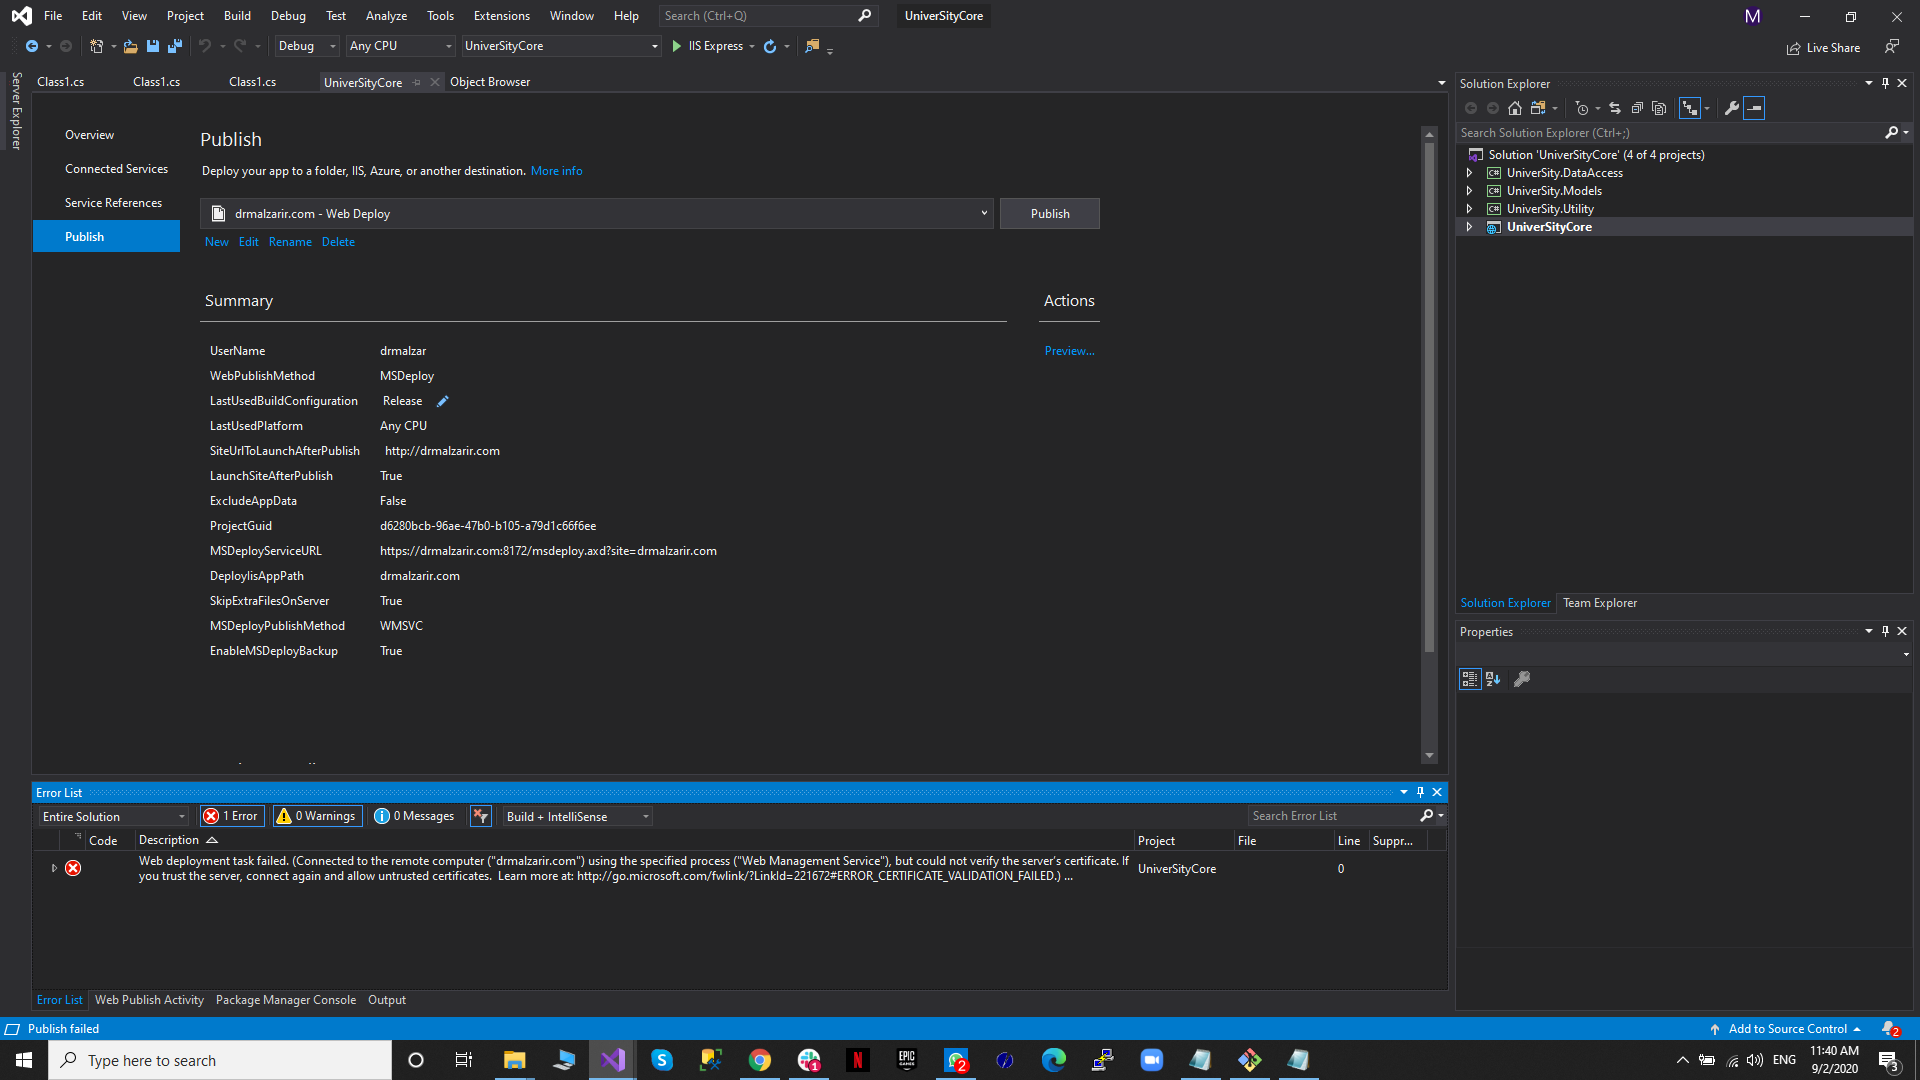 File Edit View Project Build Debug Test Analyze Tools Extensions Window Help Search (Ctrl+Q) UniverSityCore M
Debug Any CPU UniverSityCore IIS Express Live Share
Server Explorer
Class1.cs Class1.cs Class1.cs UniverSityCore Object Browser
Overview
Connected Services
Service References
Publish
Publish
Deploy your app to a folder, IIS, Azure, or another destination. More info
drmalzarir.com - Web Deploy Publish
New Edit Rename Delete
Summary Actions
UserName drmalzar Preview...
WebPublishMethod MSDeploy
LastUsedBuildConfiguration Release
LastUsedPlatform Any CPU
SiteUrlToLaunchAfterPublish http://drmalzarir.com
LaunchSiteAfterPublish True
ExcludeAppData False
ProjectGuid d6280bcb-96ae-47b0-b105-a79d1c66f6ee
MSDeployServiceURL https://drmalzarir.com:8172/msdeploy.axd?site=drmalzarir.com
DeployIisAppPath drmalzarir.com
SkipExtraFilesOnServer True
MSDeployPublishMethod WMSVC
EnableMSDeployBackup True
Solution Explorer
Search Solution Explorer (Ctrl+;)
Solution 'UniverSityCore' (4 of 4 projects)
C# UniverSity.DataAccess
C# UniverSity.Models
C# UniverSity.Utility
UniverSityCore
Solution Explorer Team Explorer
Properties
Error List
Entire Solution 1 Error 0 Warnings 0 Messages Build + IntelliSense Search Error List
Code Description Project File Line Suppr...
Web deployment task failed. (Connected to the remote computer ("drmalzarir.com") using the specified process ("Web Management Service"), but could not verify the server's certificate. If
you trust the server, connect again and allow untrusted certificates. Learn more at: http://go.microsoft.com/fwlink/?LinkId=221672#ERROR_CERTIFICATE_VALIDATION_FAILED.) ...
UniverSityCore 0
Error List Web Publish Activity Package Manager Console Output
Publish failed Add to Source Control 2
Type here to search 1 N EPIC GAMES 2 ENG 11:40 AM 3
9/2/2020